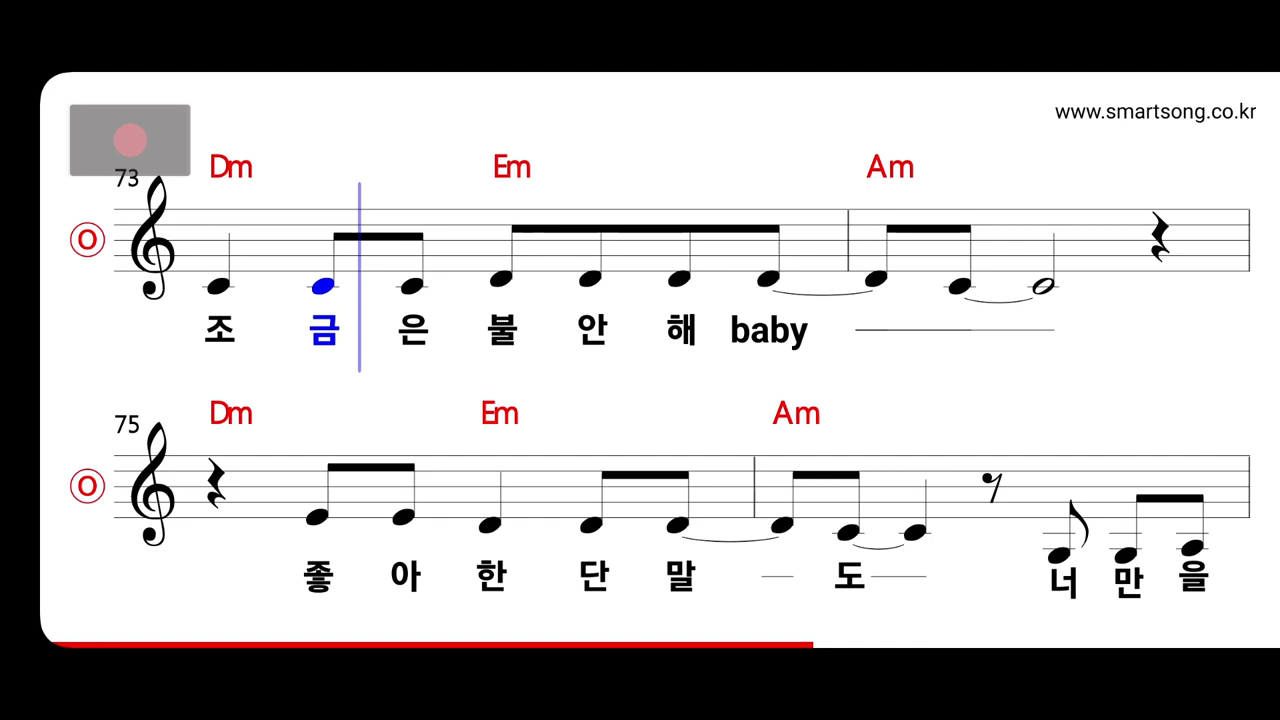 www.smartsong.co.kr
73 Dm Em Am
O
조 금 은 불 안 해 baby
75 Dm Em Am
O
좋 아 한 단 말 도 너 만 을